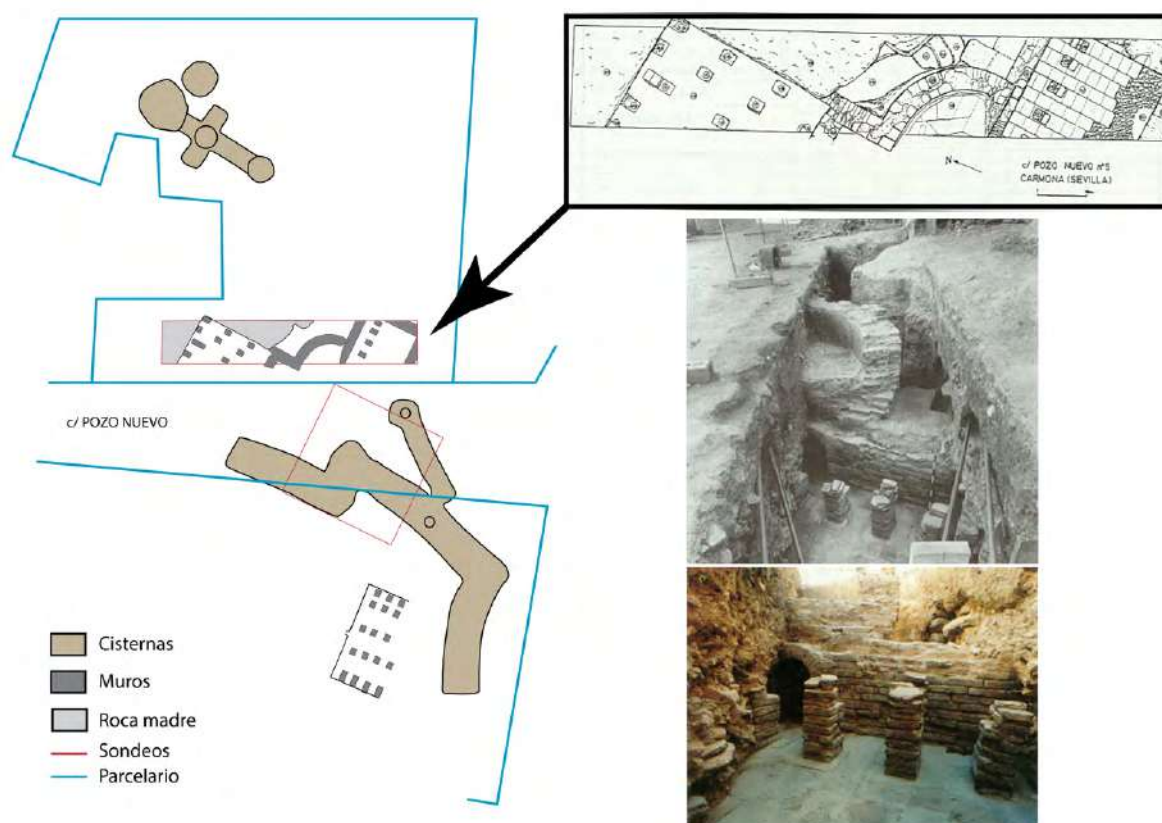 c/ POZO NUEVO nº5
CARMONA (SEVILLA)
N
c/ POZO NUEVO
Cisternas
Muros
Roca madre
Sondeos
Parcelario